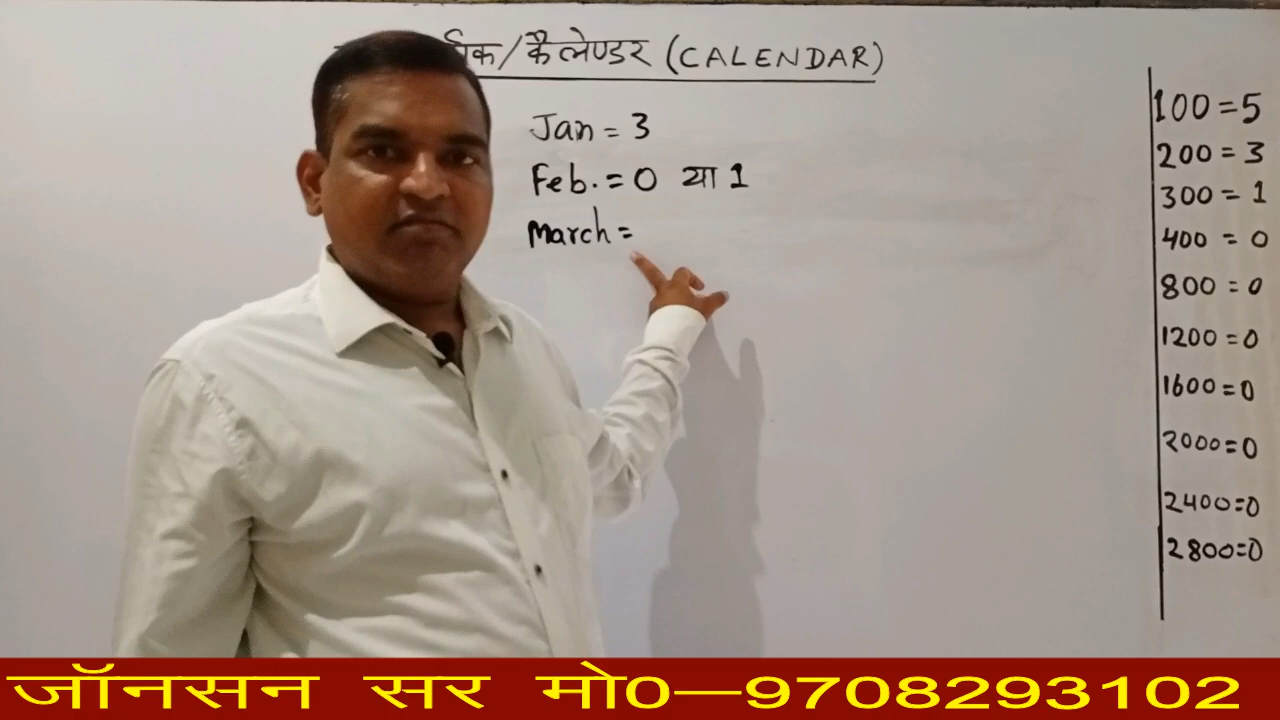 /कैलेण्डर (CALENDAR)
Jan = 3
Feb. = 0 या 1
March =
100 = 5
200 = 3
300 = 1
400 = 0
800 = 0
1200 = 0
1600 = 0
2000 = 0
2400 = 0
2800 = 0
जॉनसन सर मो0—9708293102